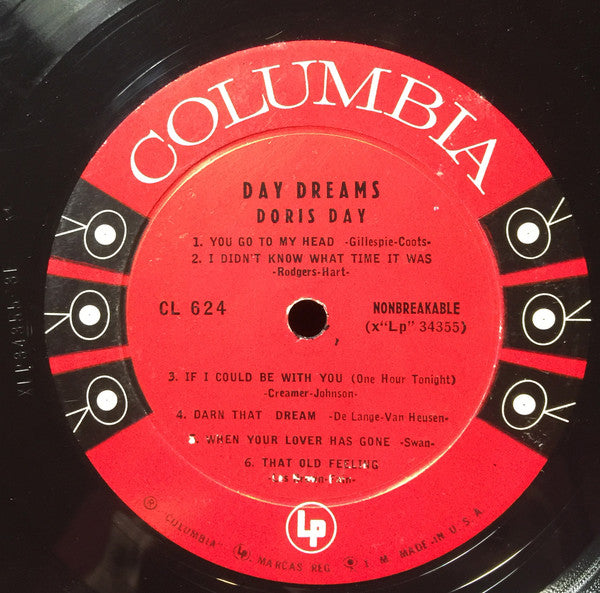 COLUMBIA
DAY DREAMS
DORIS DAY
1. YOU GO TO MY HEAD -Gillespie-Coots-
2. I DIDN'T KNOW WHAT TIME IT WAS
-Rodgers-Hart-
CL 624
NONBREAKABLE
(x"Lp" 34355)
3. IF I COULD BE WITH YOU (One Hour Tonight)
-Creamer-Johnson-
4. DARN THAT DREAM -De Lange-Van Heusen-
WHEN YOUR LOVER HAS GONE -Swan-
6. THAT OLD FEELING
LP
® "COLUMBIA" LP MARCAS REG T. M. MADE IN U.S.A.